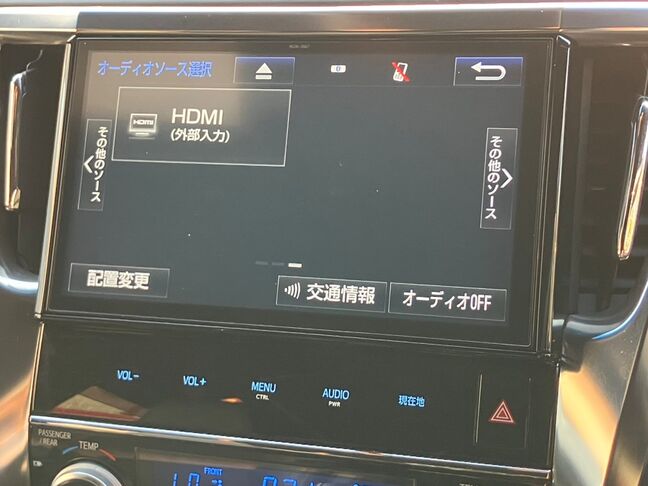 オーディオソース選択
HDMI
HDMI
(外部入力)
その他のソース
その他のソース
配置変更
交通情報
オーディオOFF
VOL−
VOL+
MENU
CTRL
AUDIO
PWR
現在地
PASSENGER
/ REAR
TEMP
FRONT